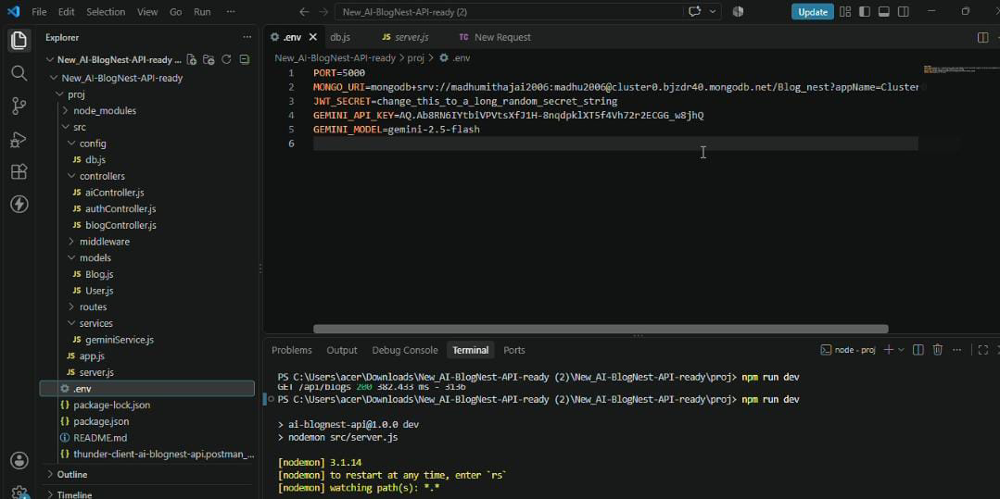 File Edit Selection View Go Run ···
New_AI-BlogNest-API-ready (2)
Update
Explorer
.env
db.js
JS server.js
TC New Request
New_AI-BlogNest-API-ready ...
New_AI-BlogNest-API-ready > proj > .env
New_AI-BlogNest-API-ready
proj
node_modules
src
config
JS db.js
controllers
JS aiController.js
JS authController.js
JS blogController.js
middleware
models
JS Blog.js
JS User.js
routes
services
JS geminiService.js
JS app.js
JS server.js
.env
{} package-lock.json
{} package.json
README.md
{} thunder-client-ai-blognest-api.postman_...
Outline
Timeline
1 PORT=5000
2 MONGO_URI=mongodb+srv://madhumithajai2006:madhu2006@cluster0.bjzdr40.mongodb.net/Blog_nest?appName=Cluster0
3 JWT_SECRET=change_this_to_a_long_random_secret_string
4 GEMINI_API_KEY=AQ.Ab8RN6IYtbiVPVtsXfJ1H-8nqdpklXT5f4Vh72r2ECGG_w8jhQ
5 GEMINI_MODEL=gemini-2.5-flash
6
Problems Output Debug Console Terminal Ports
node - proj
PS C:\Users\acer\Downloads\New_AI-BlogNest-API-ready (2)\New_AI-BlogNest-API-ready\proj> npm run dev
GET /api/blogs 200 382.433 ms - 3136
PS C:\Users\acer\Downloads\New_AI-BlogNest-API-ready (2)\New_AI-BlogNest-API-ready\proj> npm run dev
> ai-blognest-api@1.0.0 dev
> nodemon src/server.js
[nodemon] 3.1.14
[nodemon] to restart at any time, enter `rs`
[nodemon] watching path(s): *.*